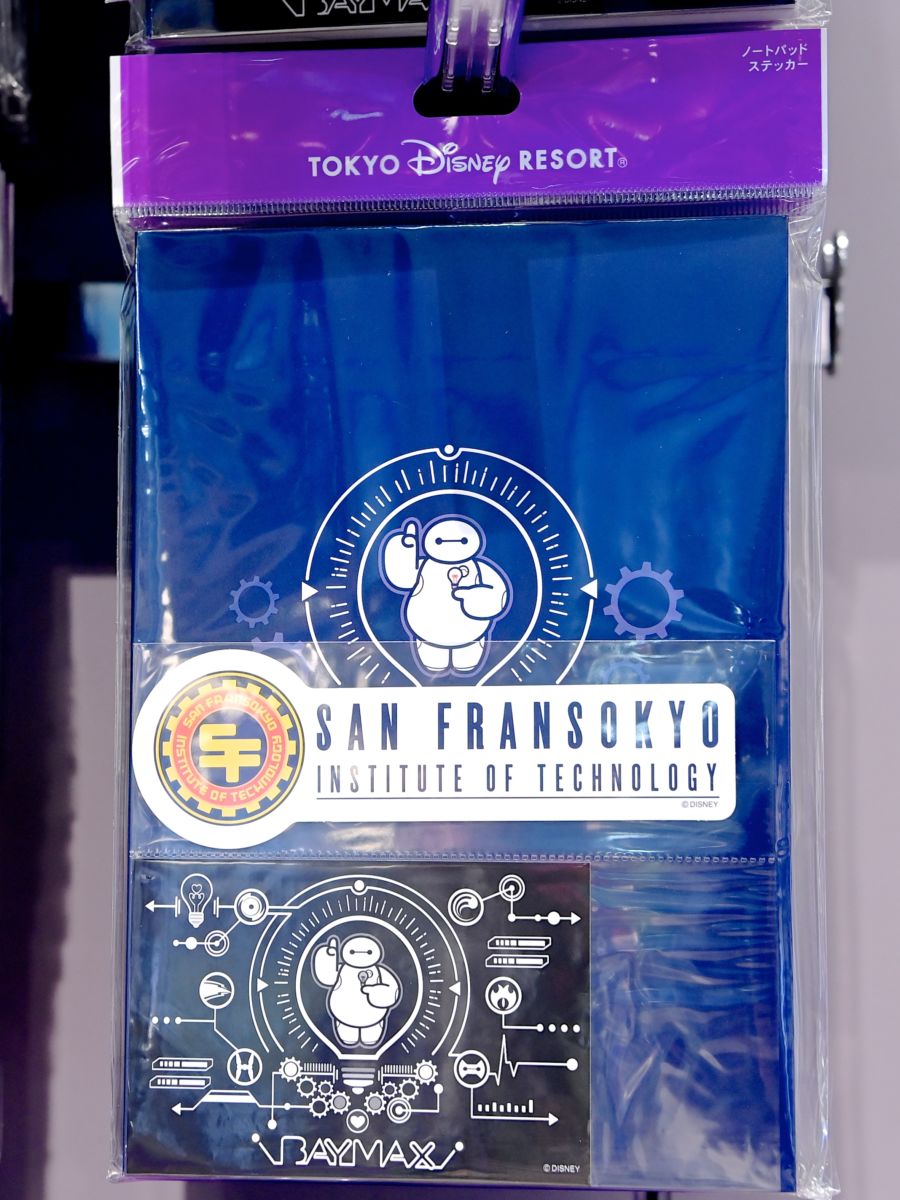 BAYMAX
ノートパッド
ステッカー
TOKYO Disney RESORT®
SAN FRANSOKYO
INSTITUTE OF TECHNOLOGY
SF
SAN FRANSOKYO
INSTITUTE OF TECHNOLOGY
©DISNEY
BAYMAX
©DISNEY